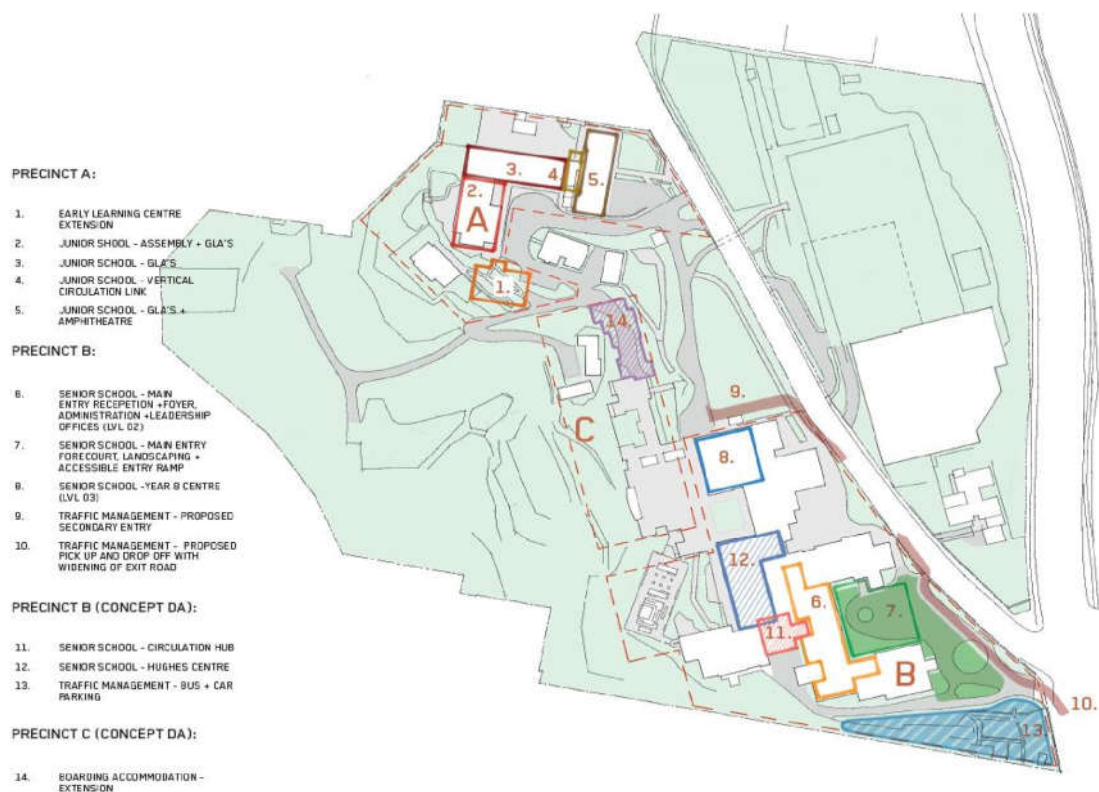 PRECINCT A:
1. EARLY LEARNING CENTRE
EXTENSION
2. JUNIOR SHOOL - ASSEMBLY + GLA'S
3. JUNIOR SCHOOL - GLA'S
4. JUNIOR SCHOOL - VERTICAL
CIRCULATION LINK
5. JUNIOR SCHOOL - GLA'S +
AMPHITHEATRE
PRECINCT B:
6. SENIOR SCHOOL - MAIN
ENTRY RECEPETION +FOYER,
ADMINISTRATION +LEADERSHIP
OFFICES (LVL 02)
7. SENIOR SCHOOL - MAIN ENTRY
FORECOURT, LANDSCAPING +
ACCESSIBLE ENTRY RAMP
8. SENIOR SCHOOL -YEAR 8 CENTRE
(LVL 03)
9. TRAFFIC MANAGEMENT - PROPOSED
SECONDARY ENTRY
10. TRAFFIC MANAGEMENT - PROPOSED
PICK UP AND DROP OFF WITH
WIDENING OF EXIT ROAD
PRECINCT B (CONCEPT DA):
11. SENIOR SCHOOL - CIRCULATION HUB
12. SENIOR SCHOOL - HUGHES CENTRE
13. TRAFFIC MANAGEMENT - BUS + CAR
PARKING
PRECINCT C (CONCEPT DA):
14. BOARDING ACCOMMODATION -
EXTENSION
3.
4.
5.
2.
A
1.
14.
9.
C
8.
12.
6.
7.
11.
B
10.
13.